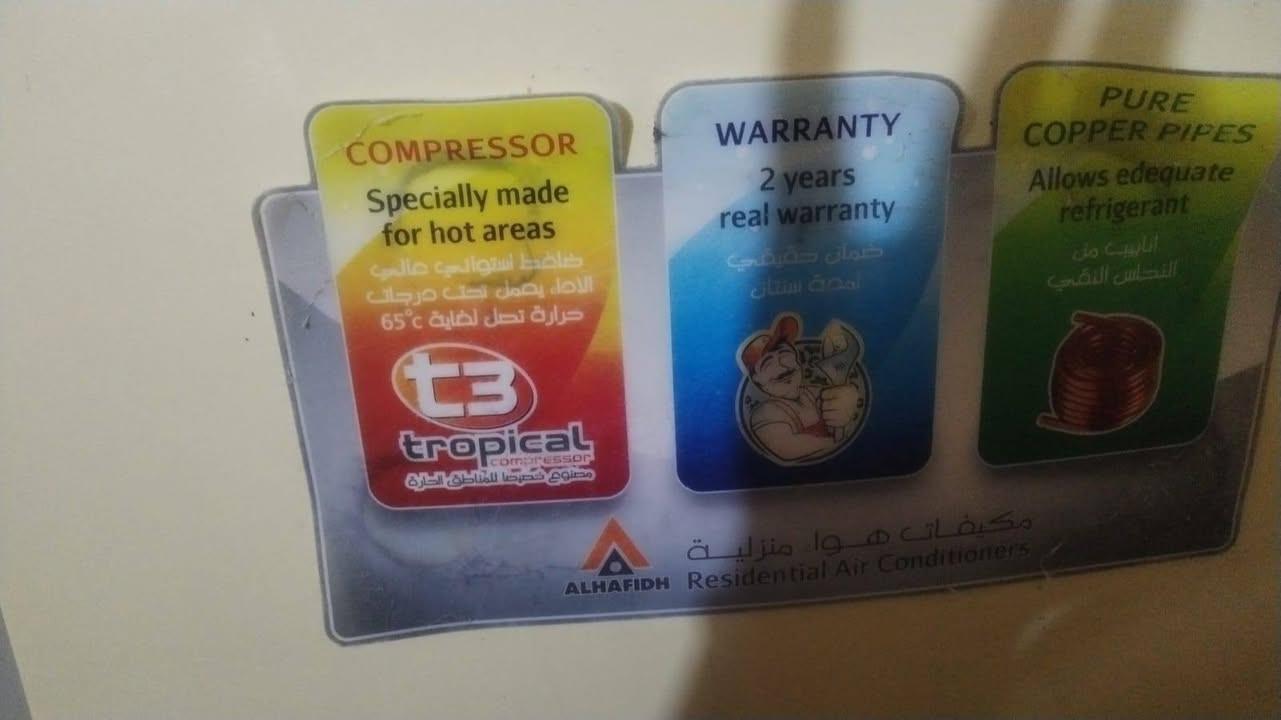 COMPRESSOR
Specially made
for hot areas
ضاغط استوائي عالي
الاداء يعمل تحت درجات
حرارة تصل لغاية 65°c
t3
tropical
compressor
مصنوع خصيصا للمناطق الحارة
WARRANTY
2 years
real warranty
ضمان حقيقي
لمدة سنتان
PURE
COPPER PIPES
Allows edequate
refrigerant
انابيب من
النحاس النقي
ALHAFIDH
مكيفات هواء منزلية
Residential Air Conditioners